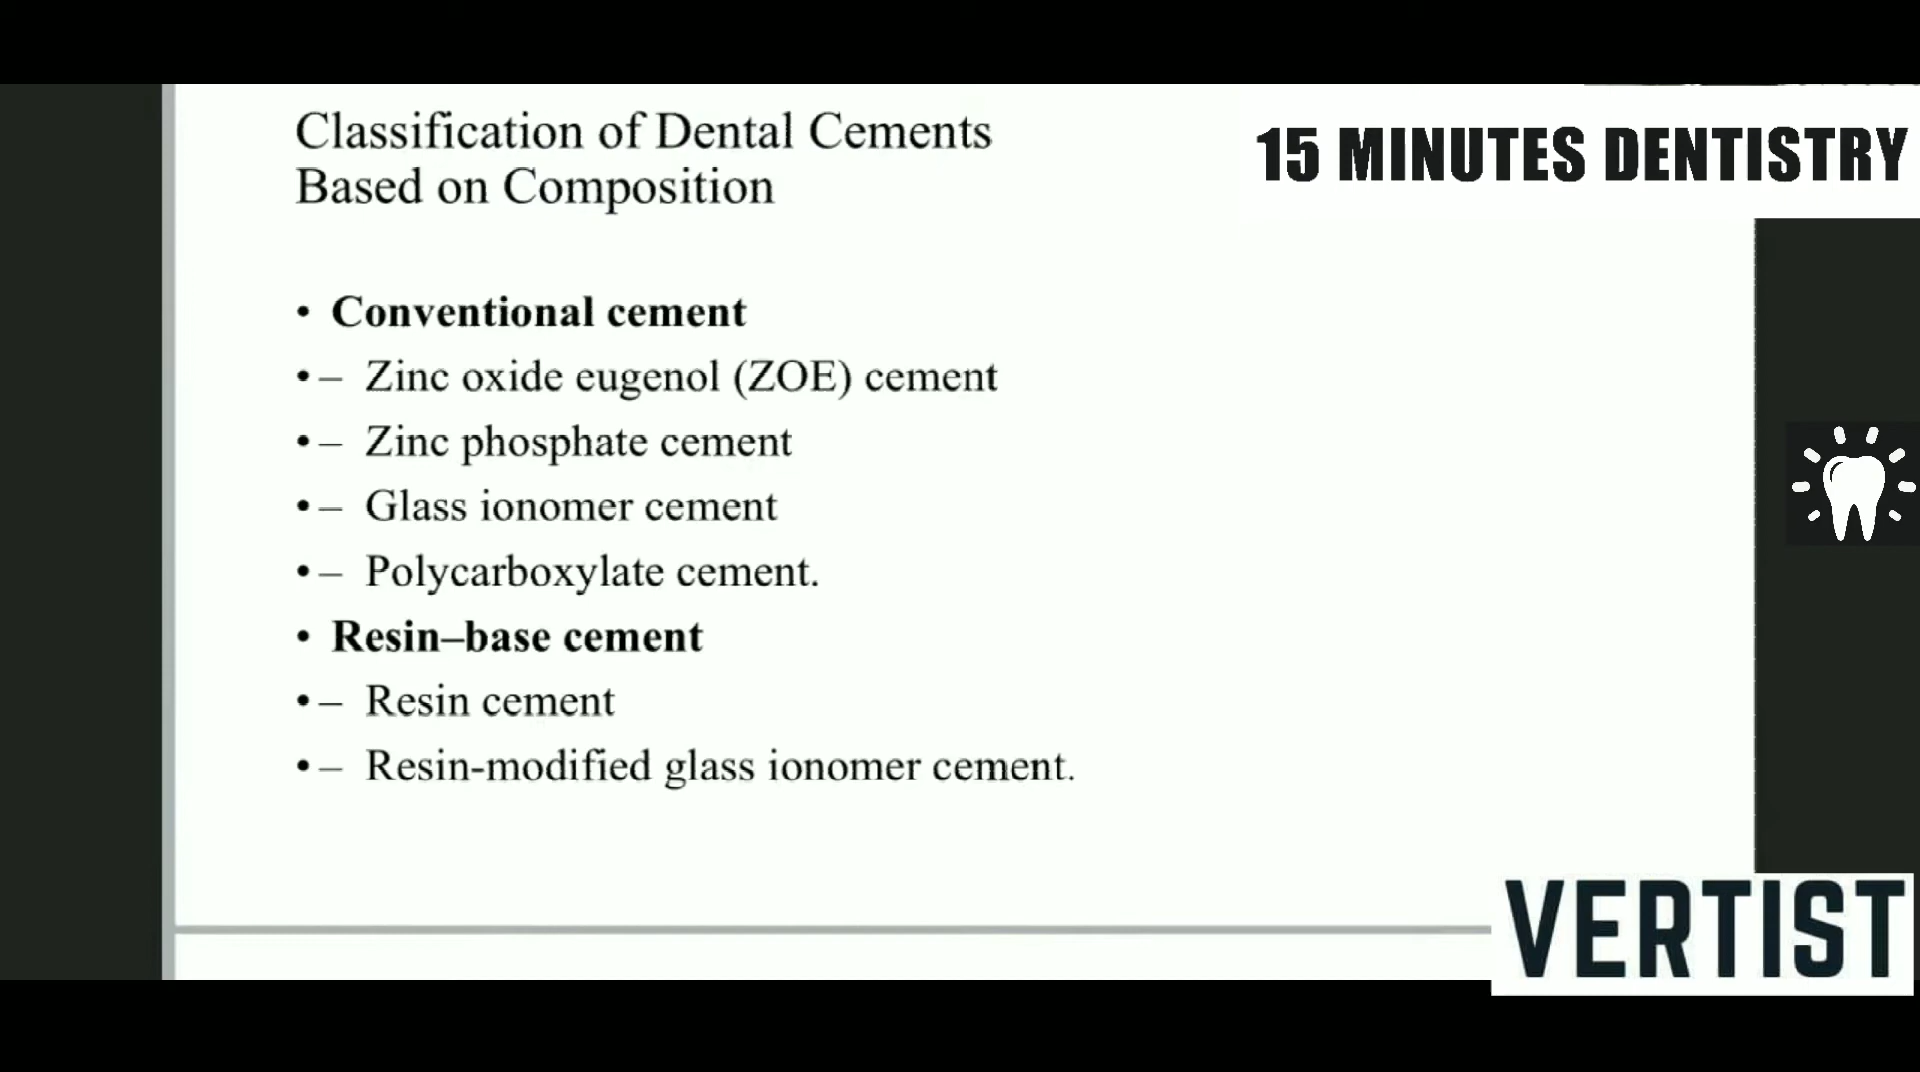 Classification of Dental Cements
Based on Composition
15 MINUTES DENTISTRY
• Conventional cement
• – Zinc oxide eugenol (ZOE) cement
• – Zinc phosphate cement
• – Glass ionomer cement
• – Polycarboxylate cement.
• Resin–base cement
• – Resin cement
• – Resin-modified glass ionomer cement.
VERTIST